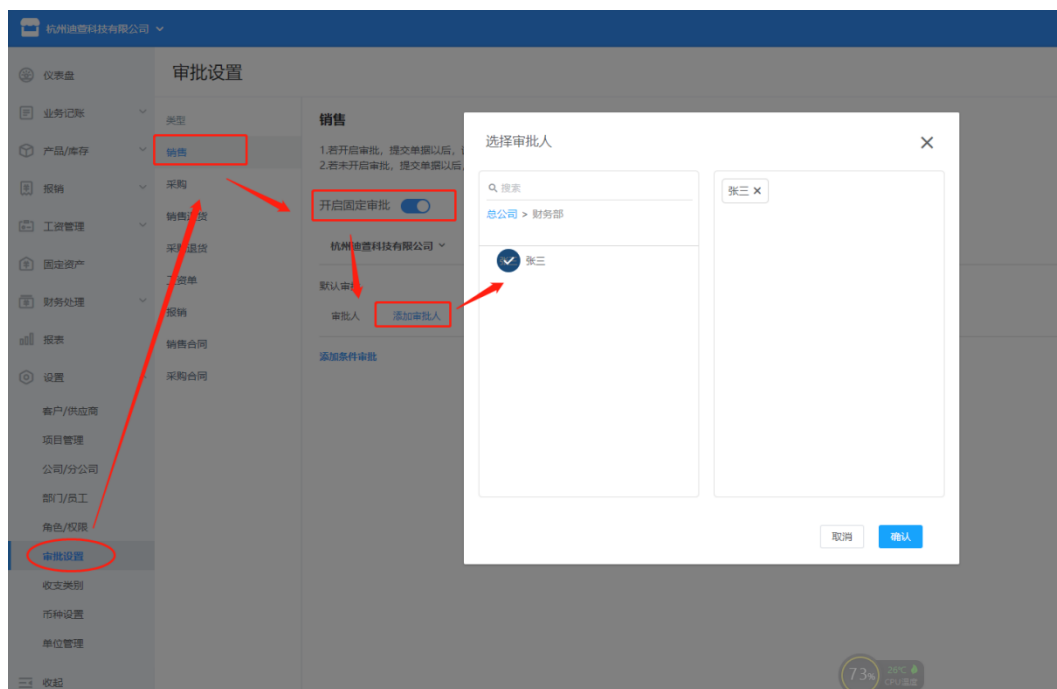 杭州迪萱科技有限公司
仪表盘
业务记账
产品/库存
报销
工资管理
固定资产
财务处理
报表
设置
客户/供应商
项目管理
公司/分公司
部门/员工
角色/权限
审批设置
收支类别
币种设置
单位管理
收起
审批设置
类型
销售
采购
销售退货
采购退货
工资单
报销
销售合同
采购合同
销售
1.若开启审批，提交单据以后，
2.若未开启审批，提交单据以后，
开启固定审批
杭州迪萱科技有限公司
默认审批
审批人
添加审批人
添加条件审批
选择审批人
搜索
总公司 > 财务部
张三
张三 ×
取消
确认
73%
26℃
CPU温度